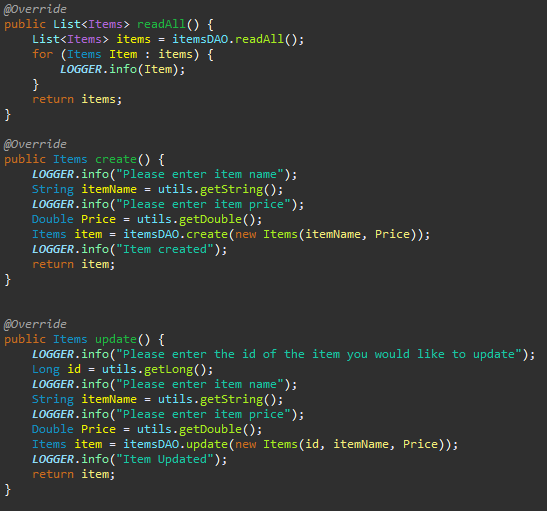 @Override
public List<Items> readAll() {
    List<Items> items = itemsDAO.readAll();
    for (Items Item : items) {
        LOGGER.info(Item);
    }
    return items;
}
@Override
public Items create() {
    LOGGER.info("Please enter item name");
    String itemName = utils.getString();
    LOGGER.info("Please enter item price");
    Double Price = utils.getDouble();
    Items item = itemsDAO.create(new Items(itemName, Price));
    LOGGER.info("Item created");
    return item;
}
@Override
public Items update() {
    LOGGER.info("Please enter the id of the item you would like to update");
    Long id = utils.getLong();
    LOGGER.info("Please enter item name");
    String itemName = utils.getString();
    LOGGER.info("Please enter item price");
    Double Price = utils.getDouble();
    Items item = itemsDAO.update(new Items(id, itemName, Price));
    LOGGER.info("Item Updated");
    return item;
}